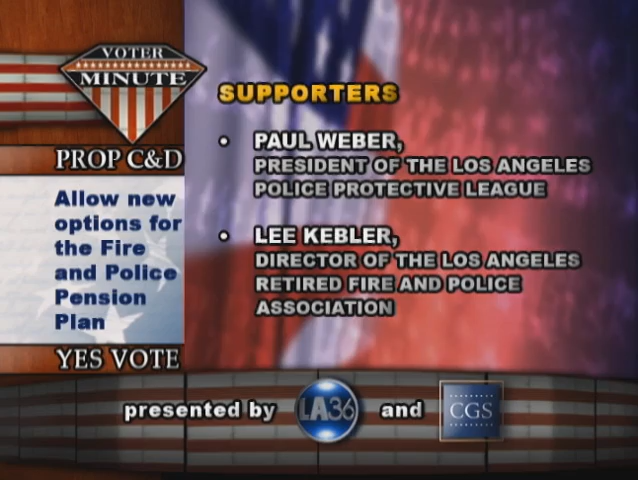 VOTER
MINUTE
PROP C&D
Allow new
options for
the Fire
and Police
Pension
Plan
YES VOTE
SUPPORTERS
• PAUL WEBER,
PRESIDENT OF THE LOS ANGELES
POLICE PROTECTIVE LEAGUE
• LEE KEBLER,
DIRECTOR OF THE LOS ANGELES
RETIRED FIRE AND POLICE
ASSOCIATION
presented by LA36 and CGS